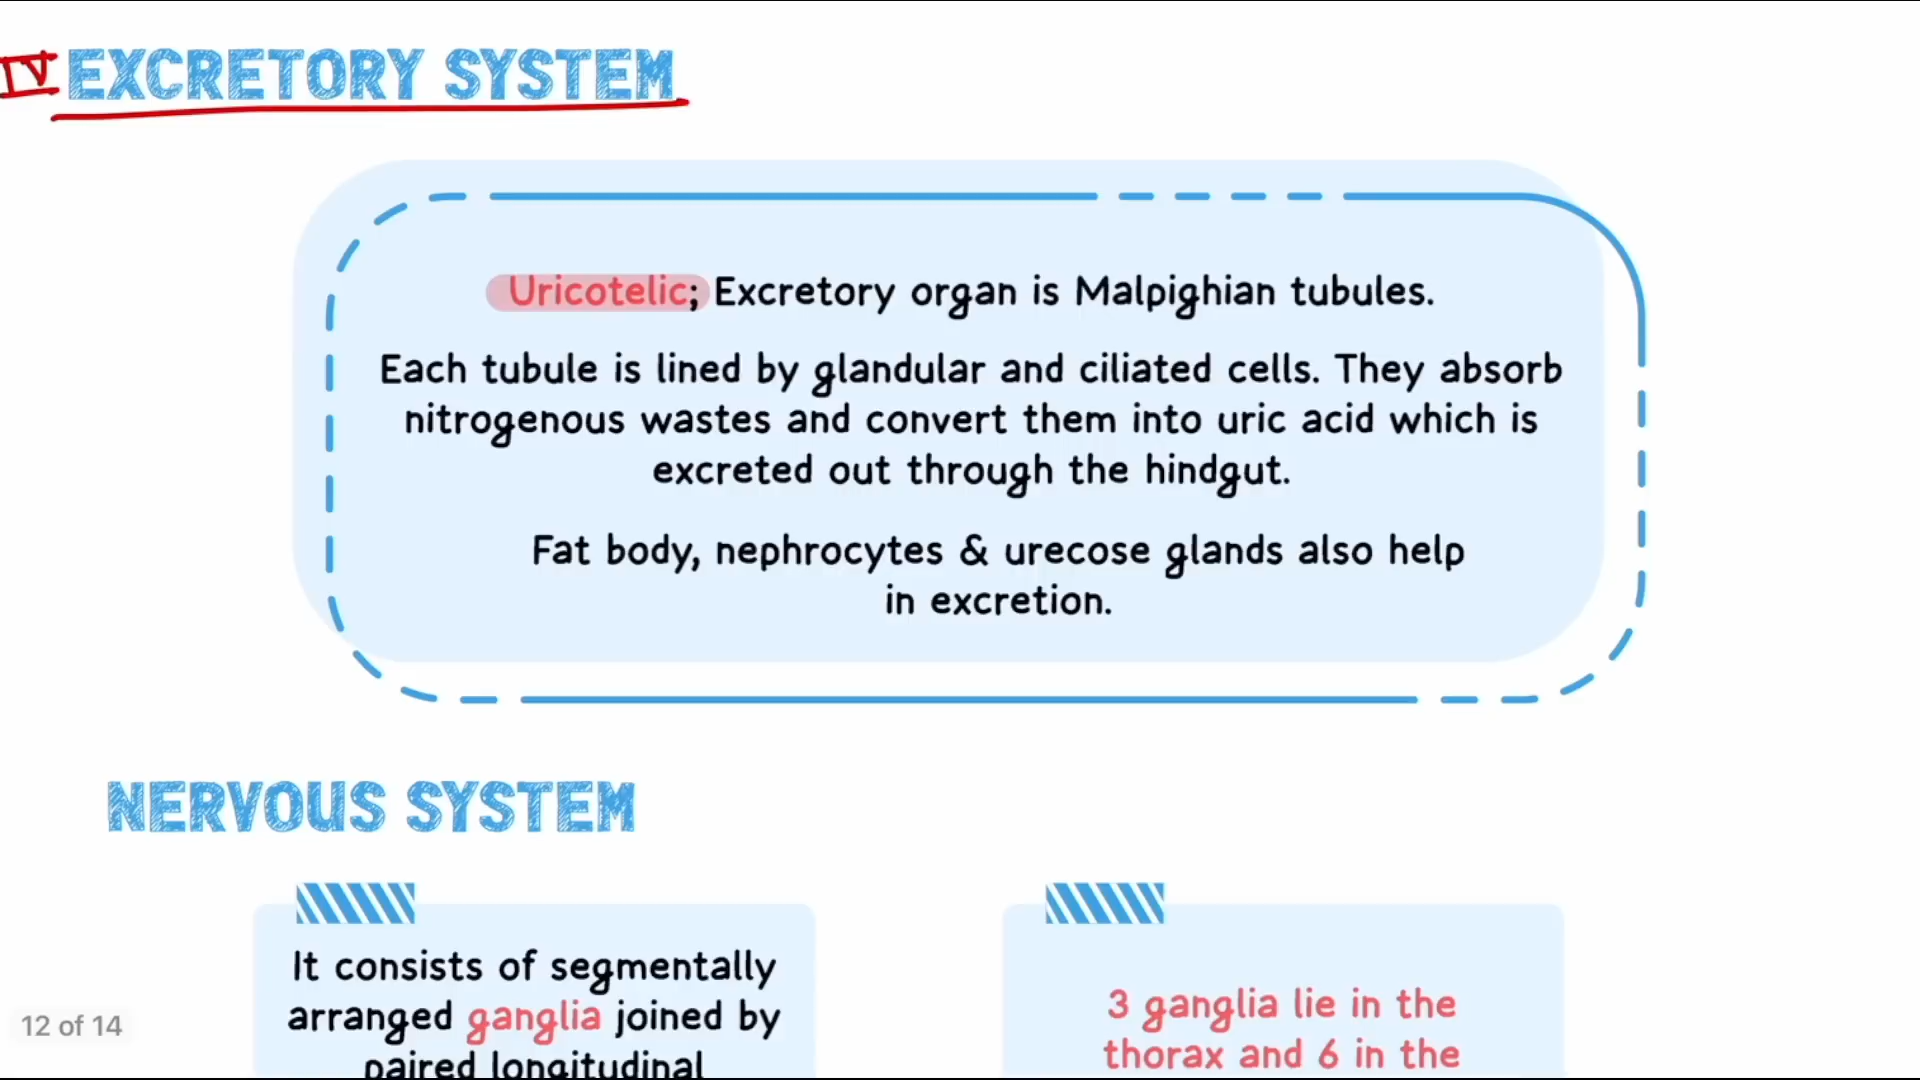 IV EXCRETORY SYSTEM
Uricotelic; Excretory organ is Malpighian tubules.
Each tubule is lined by glandular and ciliated cells. They absorb
nitrogenous wastes and convert them into uric acid which is
excreted out through the hindgut.
Fat body, nephrocytes & urecose glands also help
in excretion.
NERVOUS SYSTEM
It consists of segmentally
arranged ganglia joined by
paired longitudinal
3 ganglia lie in the
thorax and 6 in the
12 of 14